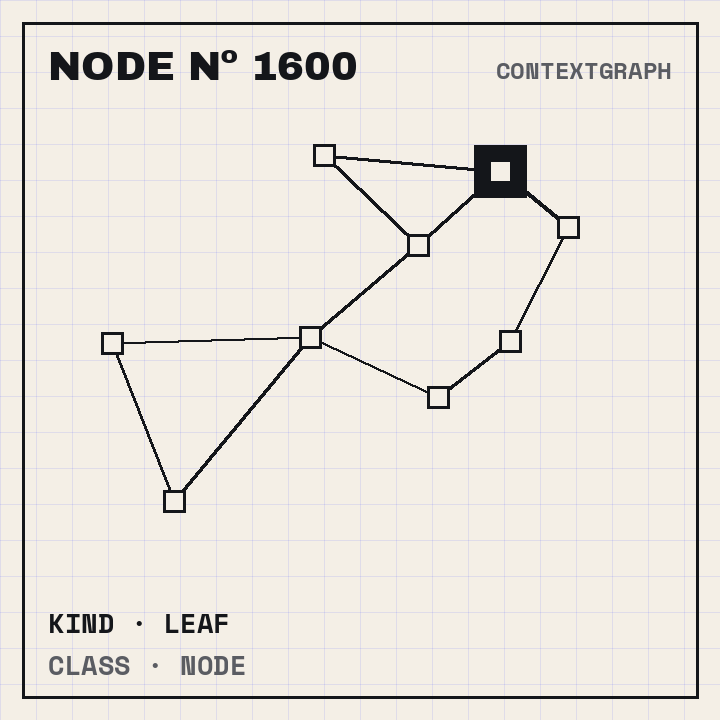 NODE Nº 1600
CONTEXTGRAPH
KIND · LEAF
CLASS · NODE